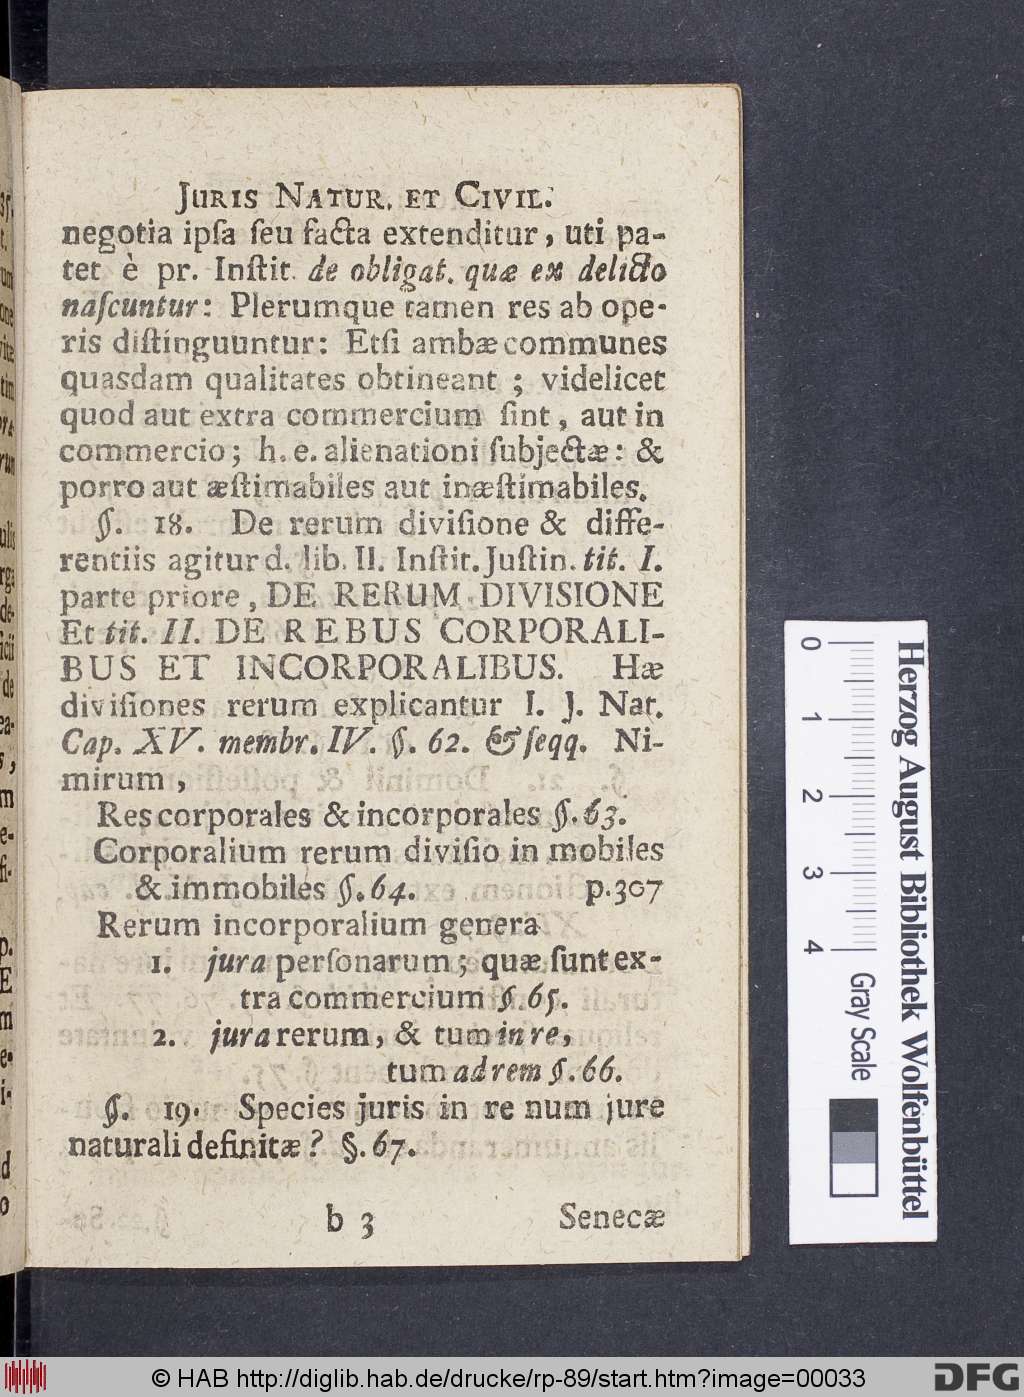 Juris Natur. et Civil.
negotia ipſa ſeu facta extenditur, uti pa-
tet è pr. Inſtit. de obligat. quæ ex delicto
naſcuntur: Plerumque tamen res ab ope-
ris diſtinguuntur: Etſi ambæ communes
quasdam qualitates obtineant ; videlicet
quod aut extra commercium ſint, aut in
commercio; h. e. alienationi ſubjectæ: &
porro aut æſtimabiles aut inæſtimabiles.
§. 18. De rerum diviſione & diffe-
rentiis agitur d. lib. II. Inſtit. Juſtin. tit. I.
parte priore, DE RERUM DIVISIONE
Et tit. II. DE REBUS CORPORALI-
BUS ET INCORPORALIBUS. Hæ
diviſiones rerum explicantur I. J. Nat.
Cap. XV. membr. IV. §. 62. & ſeqq. Ni-
mirum,
Res corporales & incorporales §. 63.
Corporalium rerum diviſio in mobiles
& immobiles §. 64. p. 307
Rerum incorporalium genera
1. jura perſonarum; quæ ſunt ex-
tra commercium §. 65.
2. jura rerum, & tum in re,
tum ad rem §. 66.
§. 19. Species juris in re num jure
naturali definitæ? §. 67.
b 3 Senecæ
0 1 2 3 4
Gray Scale
Herzog August Bibliothek Wolfenbüttel
© HAB http://diglib.hab.de/drucke/rp-89/start.htm?image=00033
DFG